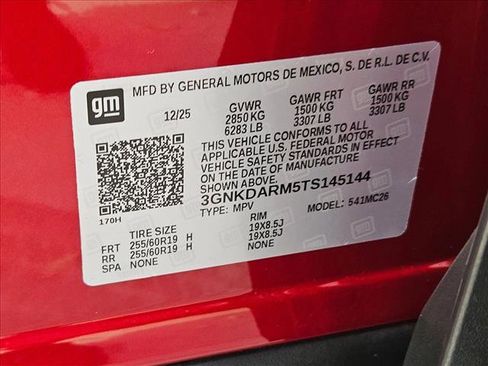 MFD BY GENERAL MOTORS DE MEXICO, S. DE R.L. DE C.V.
gm
12/25 GVWR GAWR FRT GAWR RR
2850 KG 1500 KG 1500 KG
6283 LB 3307 LB 3307 LB
THIS VEHICLE CONFORMS TO ALL
APPLICABLE U.S. FEDERAL MOTOR
VEHICLE SAFETY STANDARDS IN EFFECT
ON THE DATE OF MANUFACTURE
SHOWN ABOVE.
3GNKDARM5TS145144
TYPE: MPV MODEL: 541MC26
170H
TIRE SIZE RIM
FRT 255/60R19 H 19X8.5J
RR 255/60R19 H 19X8.5J
SPA NONE NONE